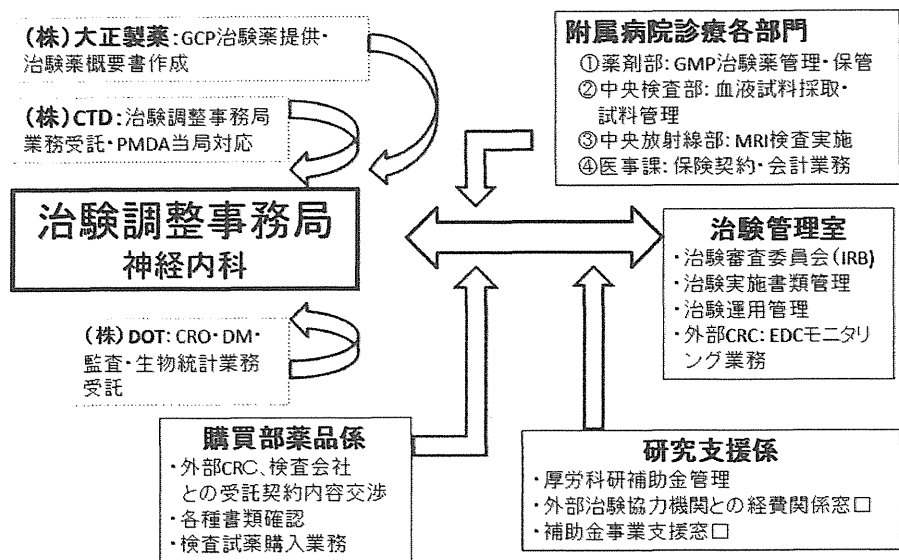 (株)大正製薬:GCP治験薬提供・
治験薬概要書作成
(株)CTD:治験調整事務局
業務受託・PMDA当局対応
附属病院診療各部門
①薬剤部:GMP治験薬管理・保管
②中央検査部:血液試料採取・
試料管理
③中央放射線部:MRI検査実施
④医事課:保険契約・会計業務
治験調整事務局
神経内科
治験管理室
・治験審査委員会(IRB)
・治験実施書類管理
・治験運用管理
・外部CRC:EDCモニタリ
ング業務
(株)DOT:CRO・DM・
監査・生物統計業務
受託
購買部薬品係
・外部CRC、検査会社
との受託契約内容交渉
・各種書類確認
・検査試薬購入業務
研究支援係
・厚労科研補助金管理
・外部治験協力機関との経費関係窓口
・補助金事業支援窓口